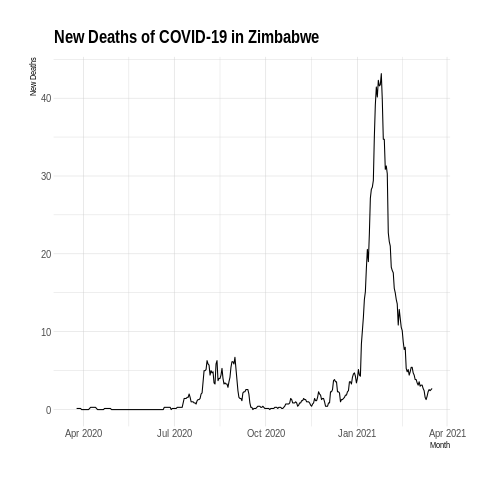 New Deaths of COVID-19 in Zimbabwe
New Deaths
40
30
20
10
0
Apr 2020 Jul 2020 Oct 2020 Jan 2021 Apr 2021
Month